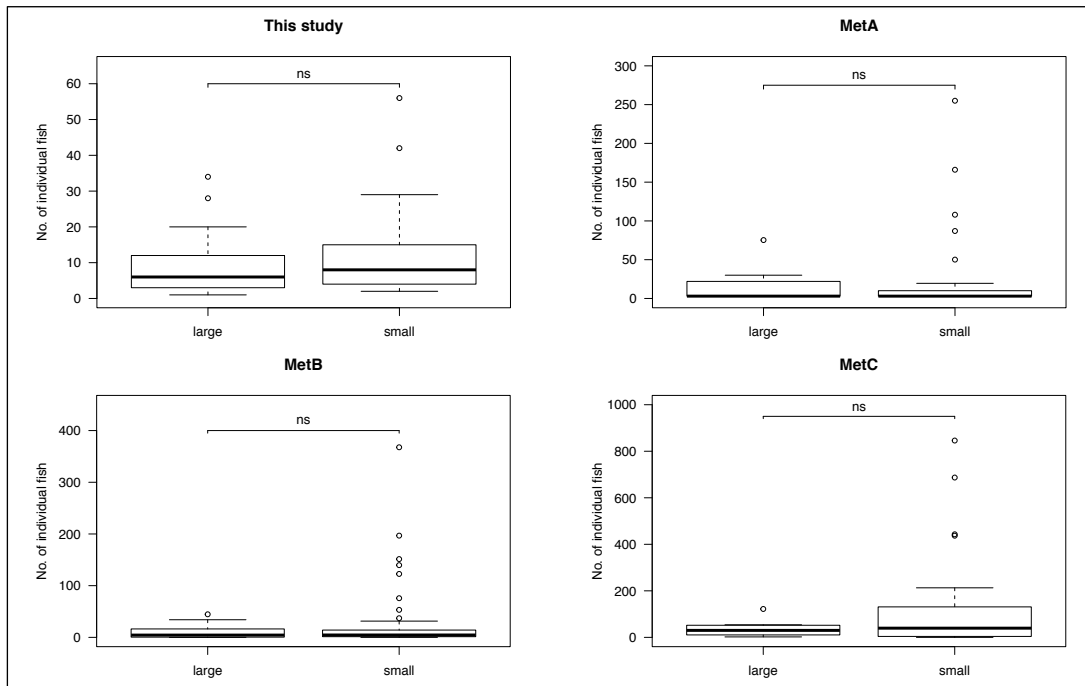 This study
No. of individual fish
60
50
40
30
20
10
0
ns
large small
MetA
No. of individual fish
300
250
200
150
100
50
0
ns
large small
MetB
No. of individual fish
400
300
200
100
0
ns
large small
MetC
No. of individual fish
1000
800
600
400
200
0
ns
large small